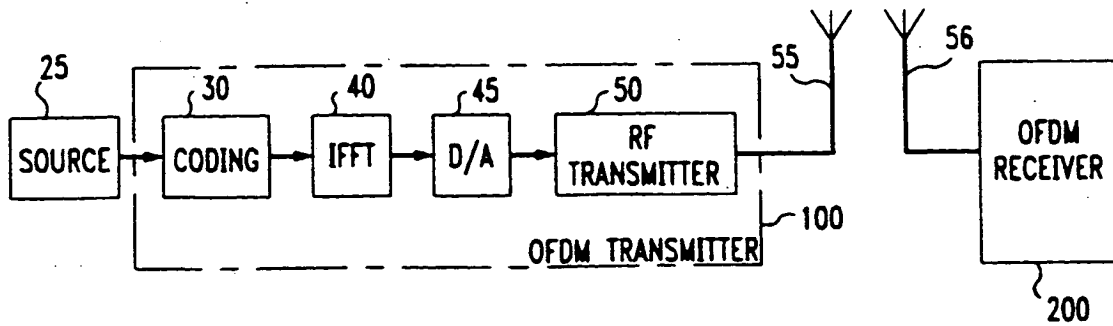 25
30
40
45
50
55
56
SOURCE
CODING
IFFT
D/A
RF
TRANSMITTER
OFDM
RECEIVER
OFDM TRANSMITTER
100
200